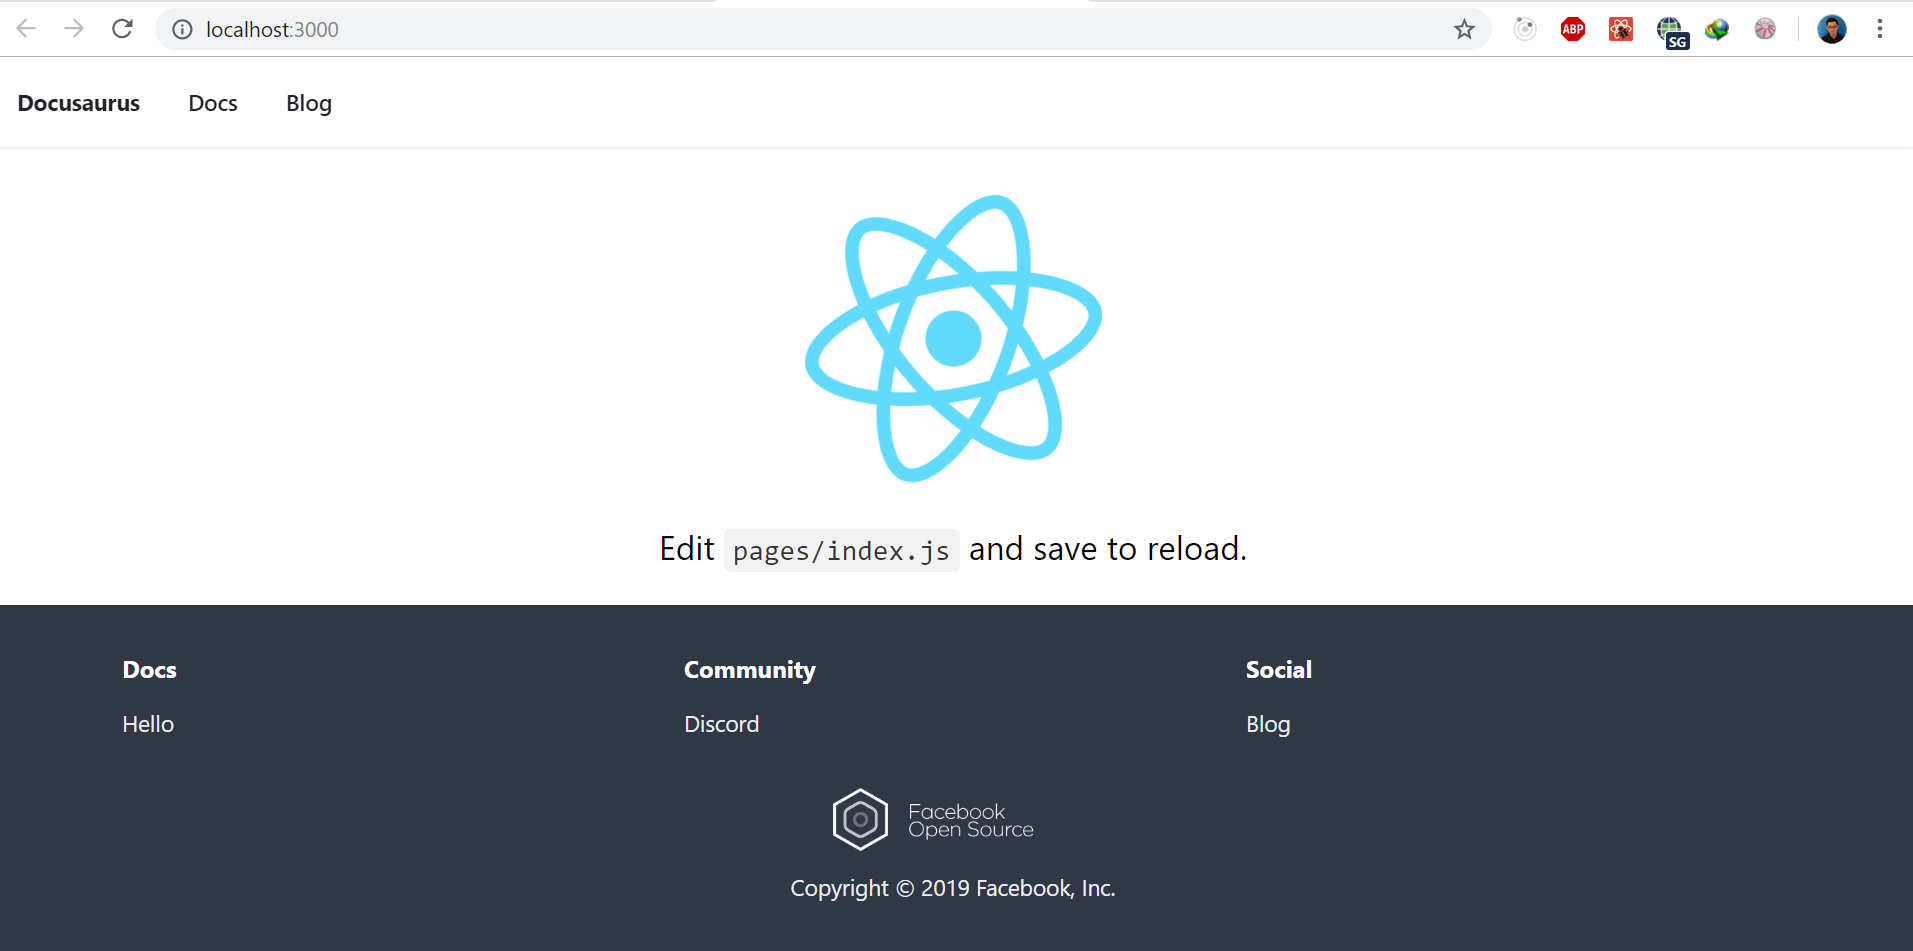 localhost:3000
ABP
SG
Docusaurus Docs Blog
Edit pages/index.js and save to reload.
Docs Community Social
Hello Discord Blog
Facebook
Open Source
Copyright © 2019 Facebook, Inc.